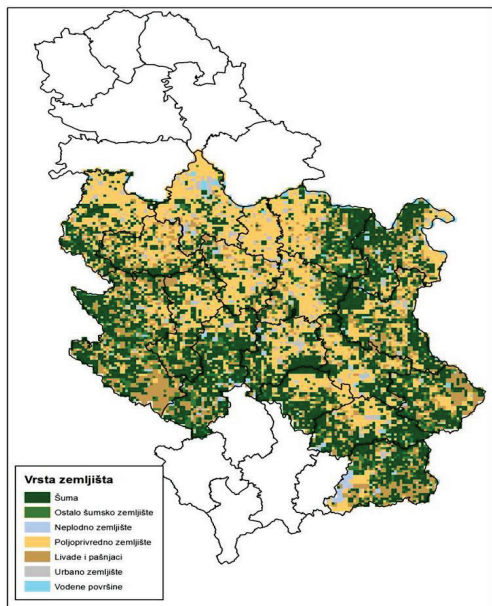 Vrsta zemljišta
Šuma
Ostalo šumsko zemljište
Neplodno zemljište
Poljoprivredno zemljište
Livade i pašnjaci
Urbano zemljište
Vodene površine